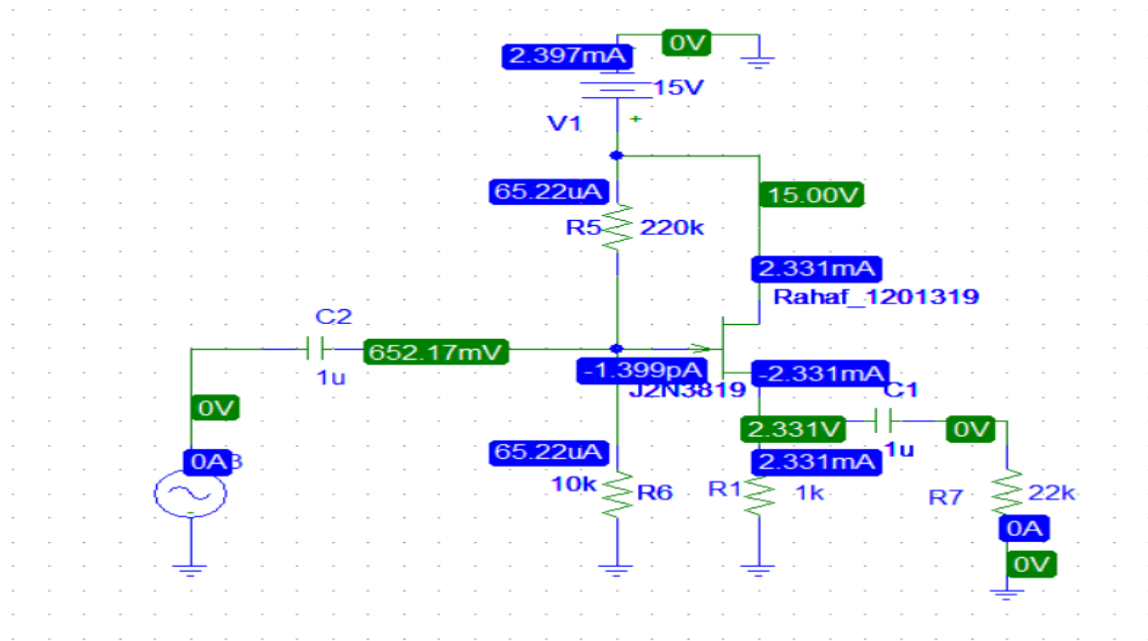 2.397mA
0V
15V
V1
+
65.22uA
15.00V
R5
220k
2.331mA
Rahaf_1201319
C2
652.17mV
1u
-1.399pA
-2.331mA
J2N3819
C1
0V
2.331V
0V
1u
65.22uA
2.331mA
0A
3
10k
R6
R1
1k
R7
22k
0A
0V